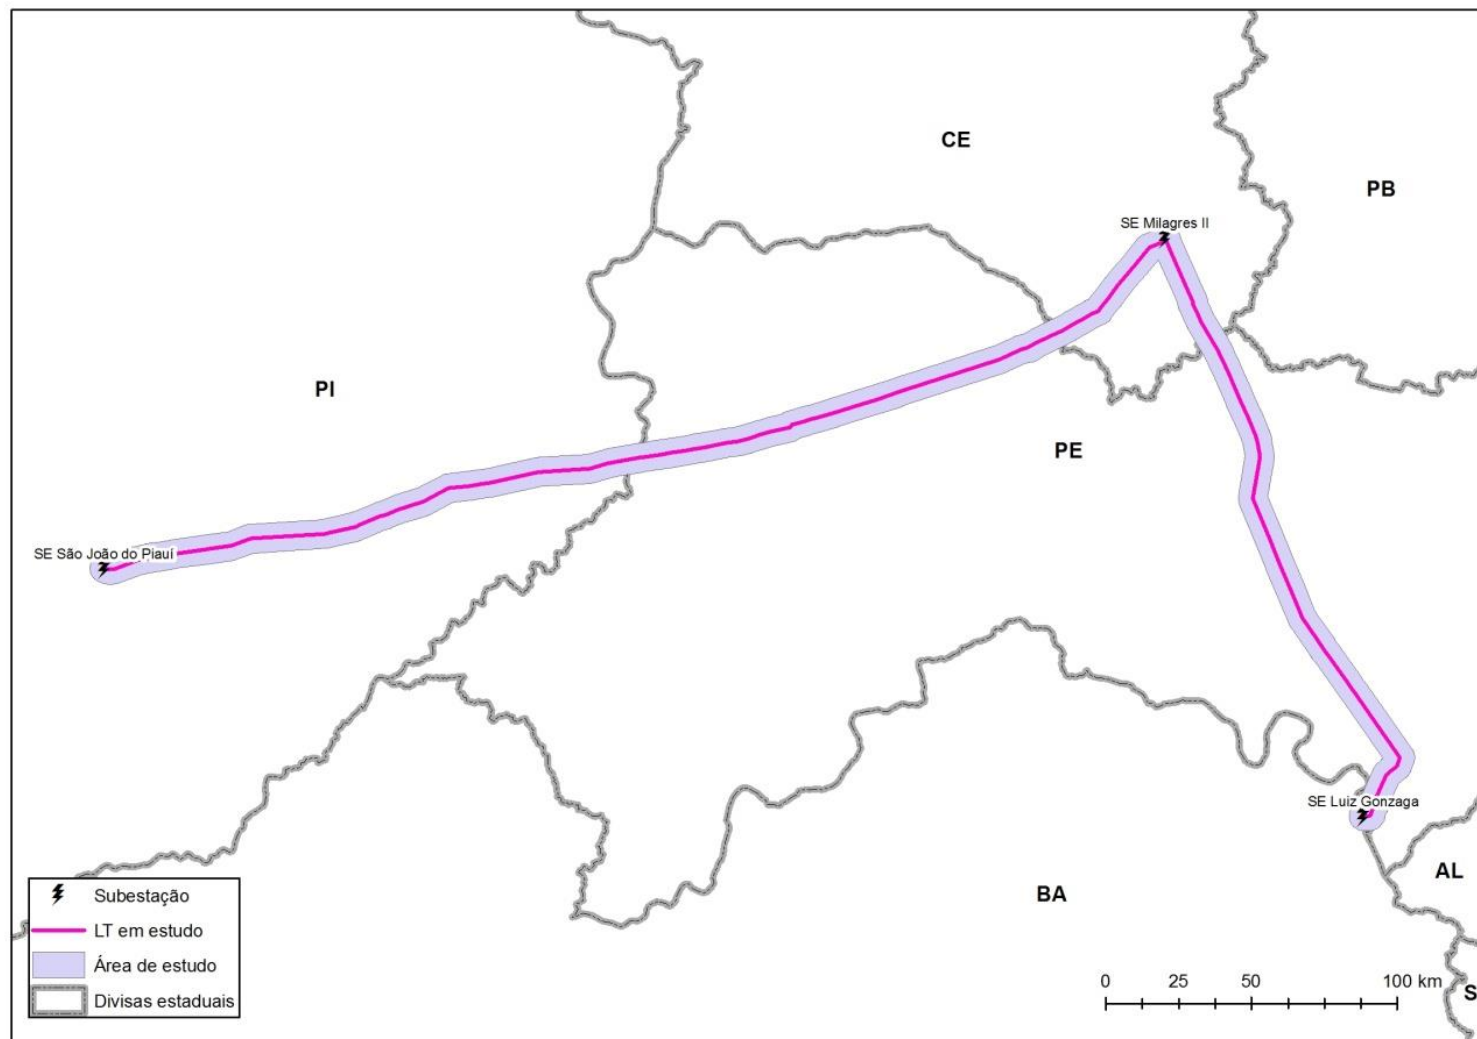 CE
PB
SE Milagres II
PI
PE
SE São João do Piauí
SE Luiz Gonzaga
AL
BA
S
Subestação
LT em estudo
Área de estudo
Divisas estaduais
0 25 50 100 km